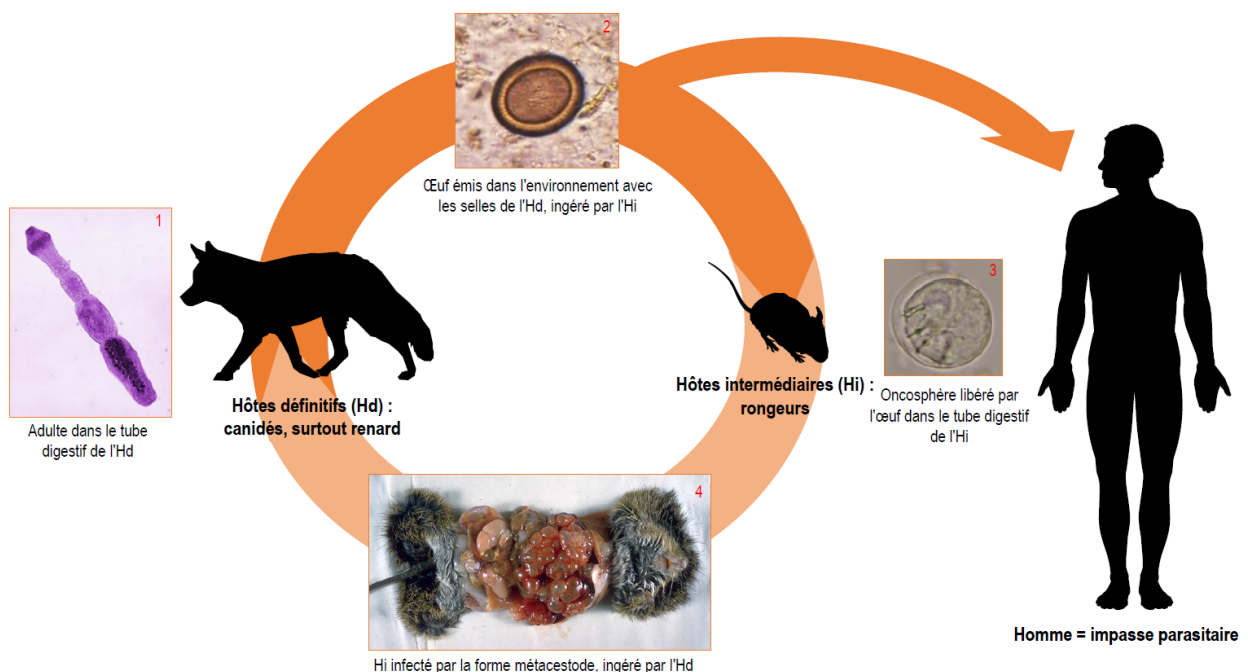 2
Œuf émis dans l'environnement avec
les selles de l'Hd, ingéré par l'Hi
1
Adulte dans le tube
digestif de l'Hd
Hôtes définitifs (Hd) :
canidés, surtout renard
Hôtes intermédiaires (Hi) :
rongeurs
3
Oncosphère libéré par
l'œuf dans le tube digestif
de l'Hi
4
Hi infecté par la forme métacestode, ingéré par l'Hd
Homme = impasse parasitaire